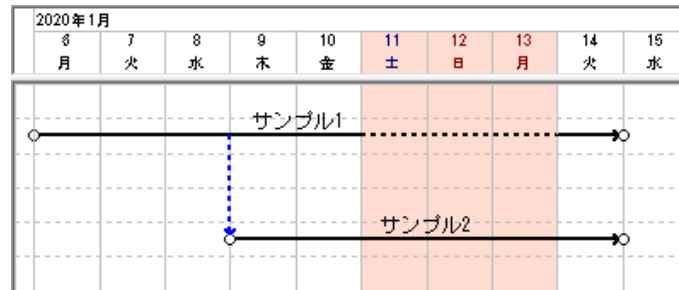 2020年1月
6 7 8 9 10 11 12 13 14 15
月 火 水 木 金 土 日 月 火 水
サンプル1
サンプル2